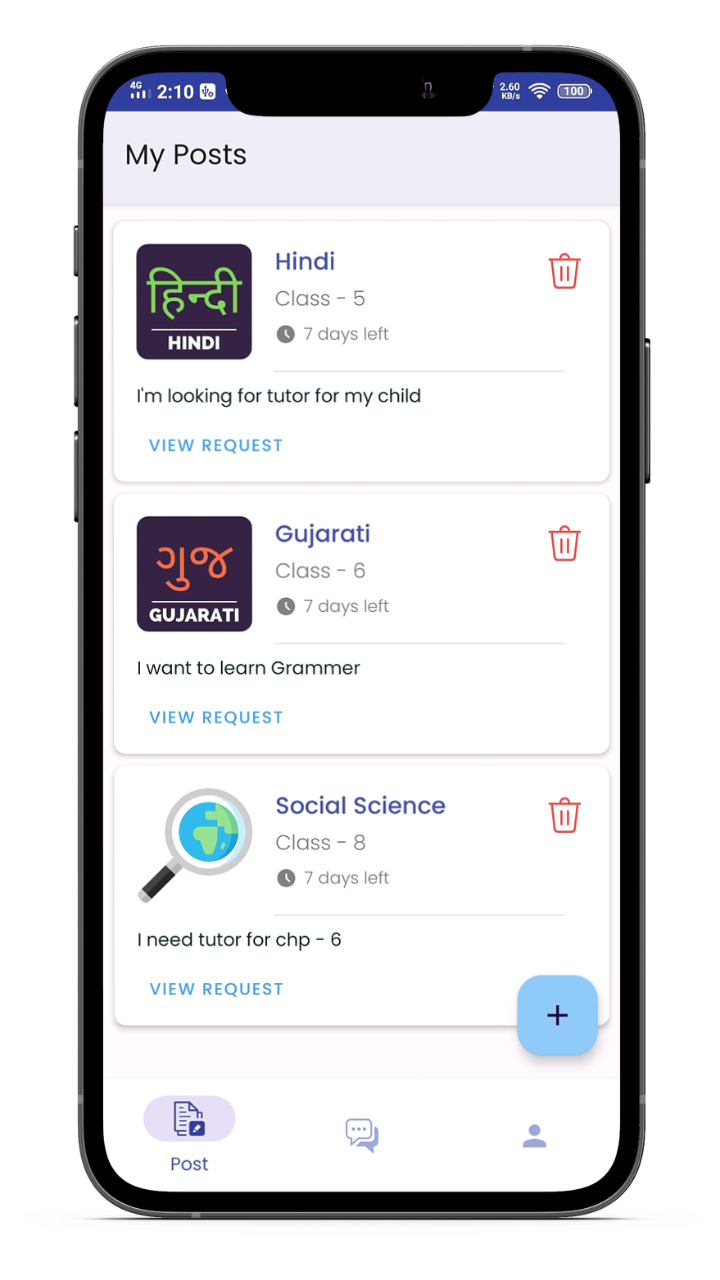 4G 2:10 2.60 KB/s 100
My Posts
हिन्दी
HINDI
Hindi
Class - 5
7 days left
I'm looking for tutor for my child
VIEW REQUEST
ગુજ
GUJARATI
Gujarati
Class - 6
7 days left
I want to learn Grammer
VIEW REQUEST
Social Science
Class - 8
7 days left
I need tutor for chp - 6
VIEW REQUEST
+
Post